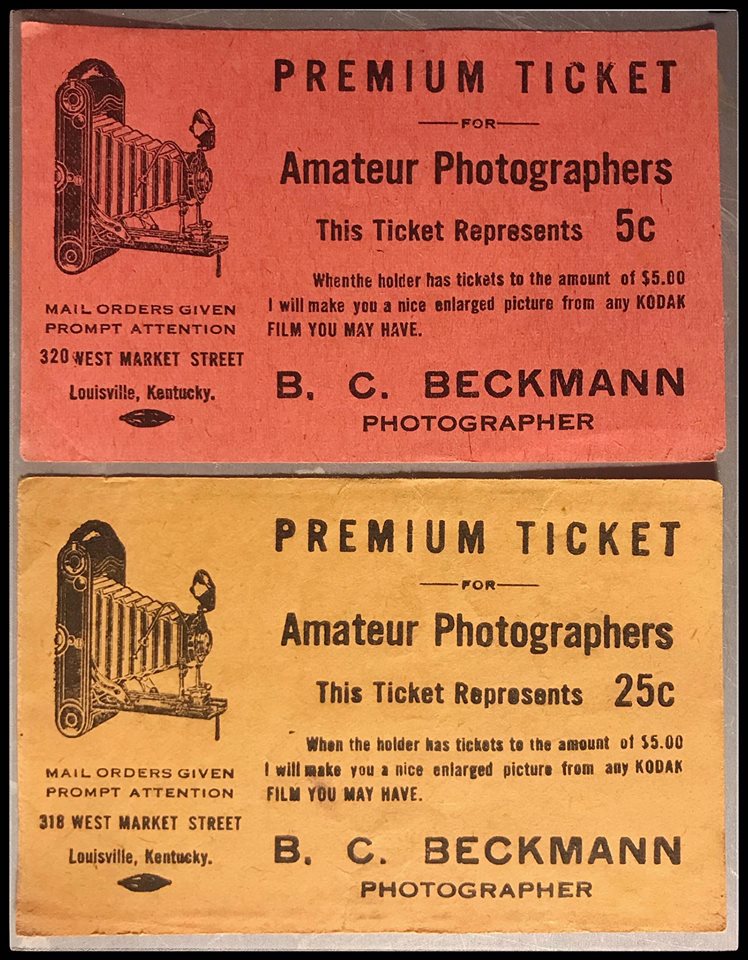 PREMIUM TICKET
FOR
Amateur Photographers
This Ticket Represents 5c
Whenthe holder has tickets to the amount of $5.00
I will make you a nice enlarged picture from any KODAK
FILM YOU MAY HAVE.
B. C. BECKMANN
PHOTOGRAPHER
MAIL ORDERS GIVEN
PROMPT ATTENTION
320 WEST MARKET STREET
Louisville, Kentucky.
PREMIUM TICKET
FOR
Amateur Photographers
This Ticket Represents 25c
When the holder has tickets to the amount of $5.00
I will make you a nice enlarged picture from any KODAK
FILM YOU MAY HAVE.
B. C. BECKMANN
PHOTOGRAPHER
MAIL ORDERS GIVEN
PROMPT ATTENTION
318 WEST MARKET STREET
Louisville, Kentucky.